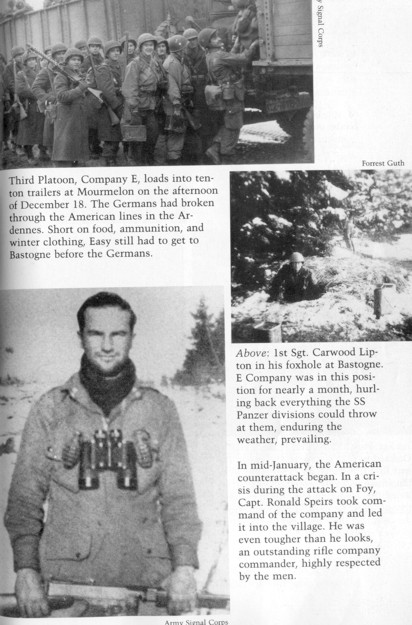 y Signal Corps
Forrest Guth
Third Platoon, Company E, loads into ten-
ton trailers at Mourmelon on the afternoon
of December 18. The Germans had broken
through the American lines in the Ar-
dennes. Short on food, ammunition, and
winter clothing, Easy still had to get to
Bastogne before the Germans.
Above: 1st Sgt. Carwood Lip-
ton in his foxhole at Bastogne.
E Company was in this posi-
tion for nearly a month, hurl-
ing back everything the SS
Panzer divisions could throw
at them, enduring the
weather, prevailing.
In mid-January, the American
counterattack began. In a cri-
sis during the attack on Foy,
Capt. Ronald Speirs took com-
mand of the company and led
it into the village. He was
even tougher than he looks,
an outstanding rifle company
commander, highly respected
by the men.
Army Signal Corps